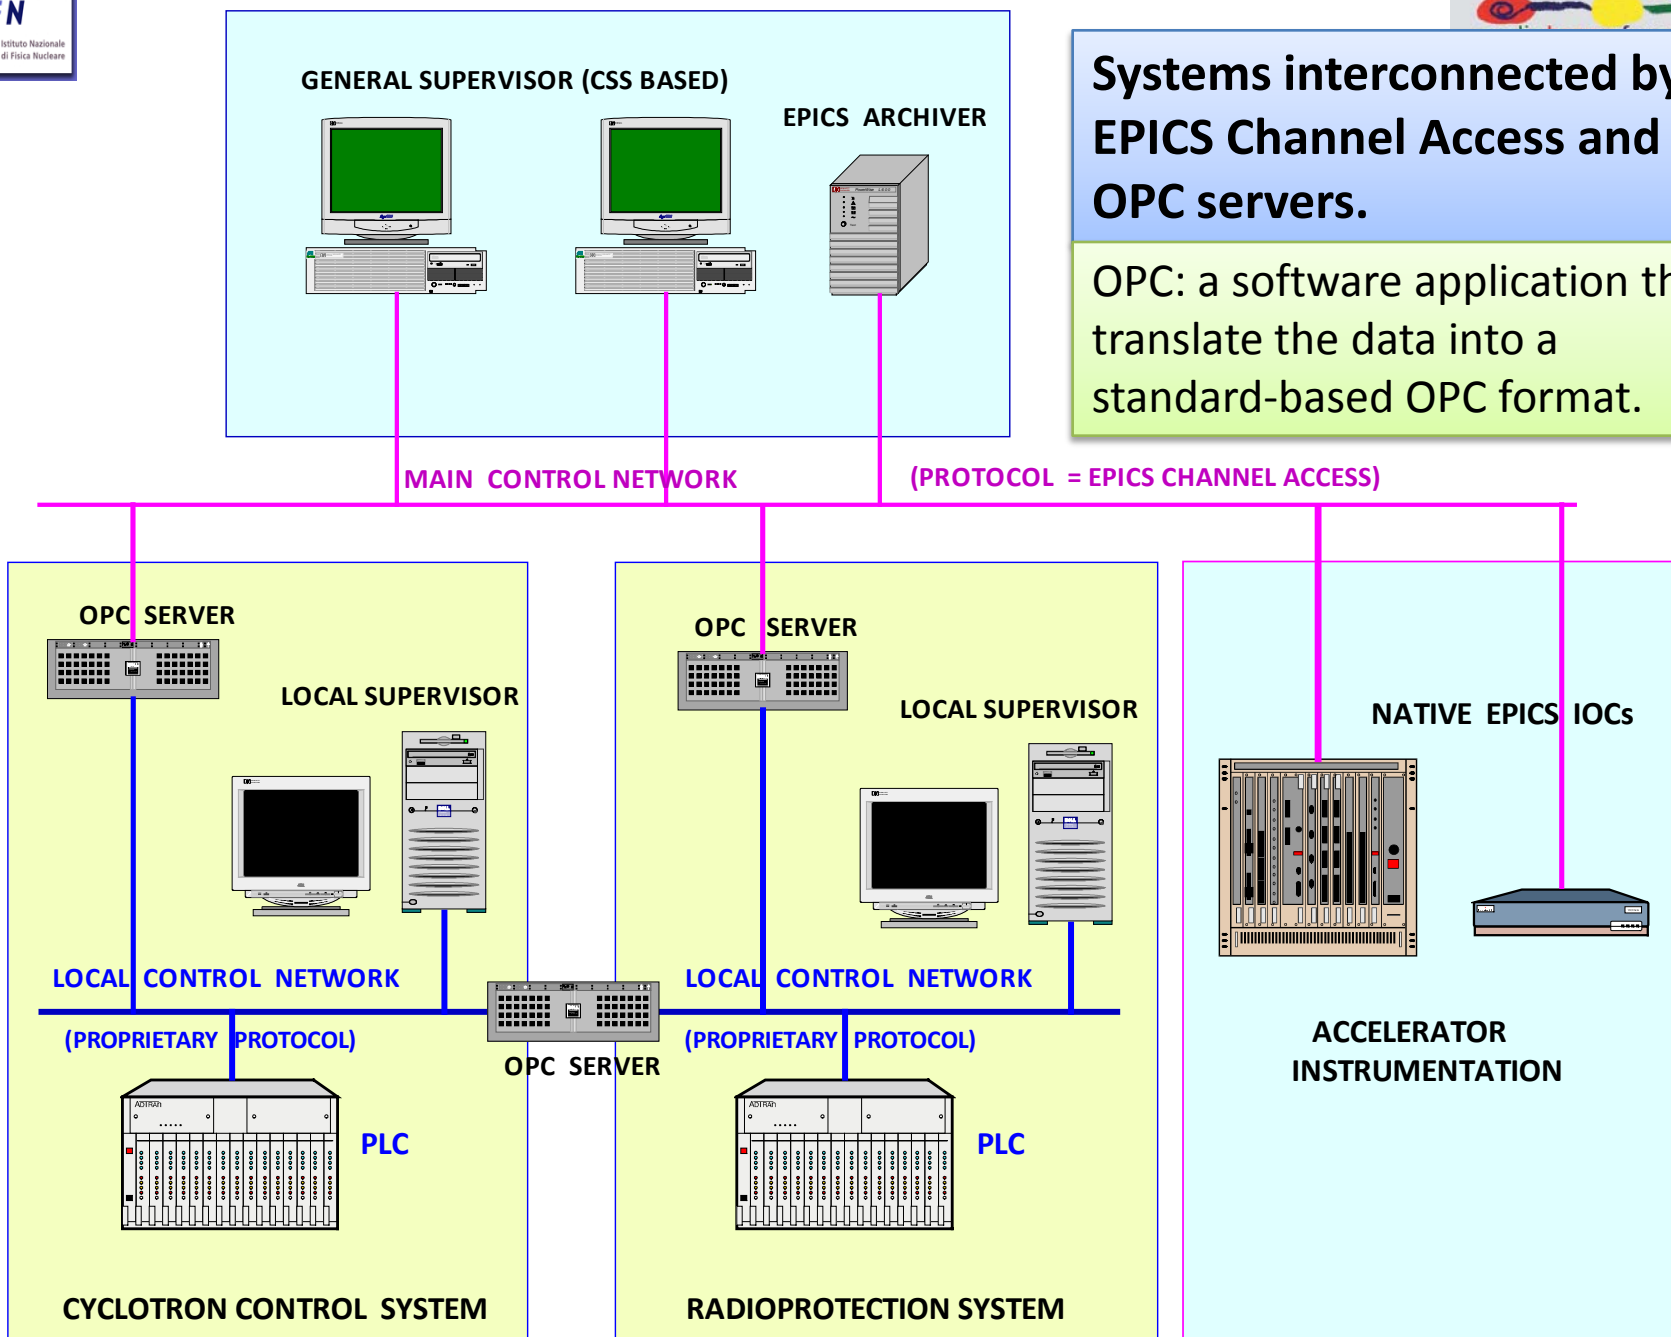 Istituto Nazionale
di Fisica Nucleare
GENERAL SUPERVISOR (CSS BASED)
EPICS ARCHIVER
Systems interconnected by
EPICS Channel Access and
OPC servers.
OPC: a software application th
translate the data into a
standard-based OPC format.
MAIN CONTROL NETWORK
(PROTOCOL = EPICS CHANNEL ACCESS)
OPC SERVER
LOCAL SUPERVISOR
LOCAL CONTROL NETWORK
(PROPRIETARY PROTOCOL)
ADTRAN
PLC
CYCLOTRON CONTROL SYSTEM
OPC SERVER
OPC SERVER
LOCAL SUPERVISOR
LOCAL CONTROL NETWORK
(PROPRIETARY PROTOCOL)
ADTRAN
PLC
RADIOPROTECTION SYSTEM
NATIVE EPICS IOCs
ACCELERATOR
INSTRUMENTATION